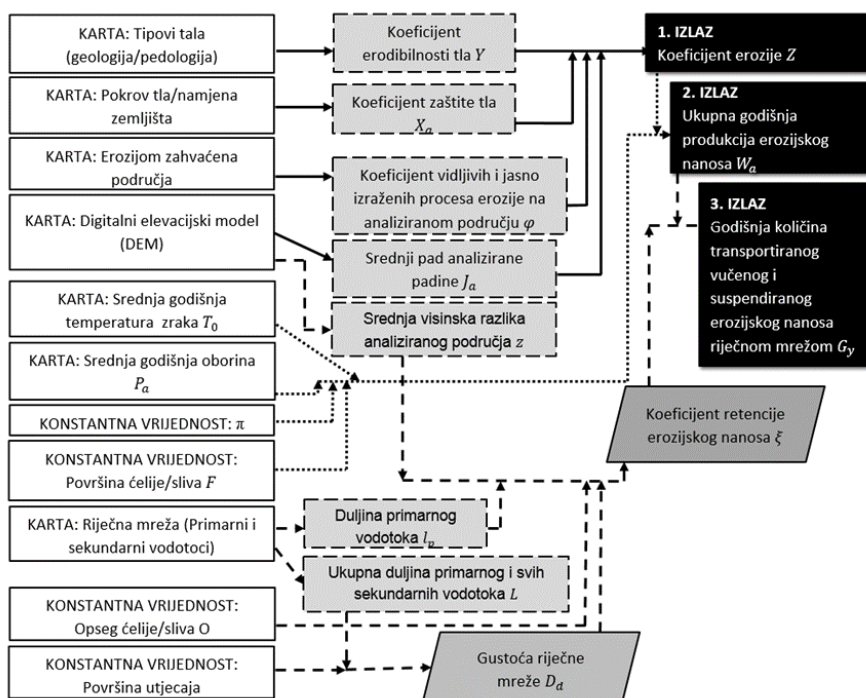 KARTA: Tipovi tala
(geologija/pedologija)
KARTA: Pokrov tla/namjena
zemljišta
KARTA: Erozijom zahvaćena
područja
KARTA: Digitalni elevacijski model
(DEM)
KARTA: Srednja godišnja
temperatura zraka T₀
KARTA: Srednja godišnja oborina
Pₐ
KONSTANTNA VRIJEDNOST: π
KONSTANTNA VRIJEDNOST:
Površina ćelije/sliva F
KARTA: Riječna mreža (Primarni i
sekundarni vodotoci)
KONSTANTNA VRIJEDNOST:
Opseg ćelije/sliva O
KONSTANTNA VRIJEDNOST:
Površina utjecaja
Koeficijent
erodibilnosti tla Y
Koeficijent zaštite tla
Xₐ
Koeficijent vidljivih i jasno
izraženih procesa erozije na
analiziranom području φ
Srednji pad analizirane
padine Jₐ
Srednja visinska razlika
analiziranog područja z
Duljina primarnog
vodotoka lₚ
Ukupna duljina primarnog i svih
sekundarnih vodotoka L
Gustoća riječne
mreže D_d
Koeficijent retencije
erozijskog nanosa ξ
1. IZLAZ
Koeficijent erozije Z
2. IZLAZ
Ukupna godišnja
produkcija erozijskog
nanosa Wₐ
3. IZLAZ
Godišnja količina
transportiranog
vučenog i
suspendiranog
erozijskog nanosa
riječnom mrežom G_y